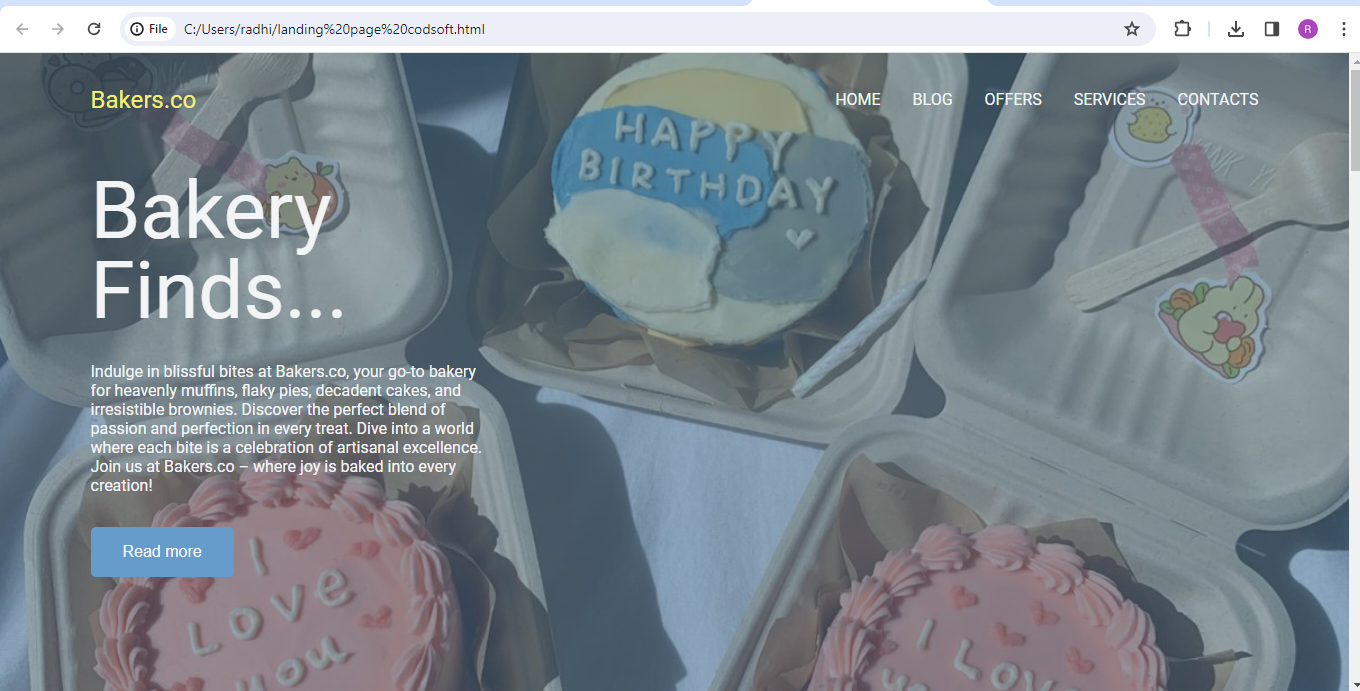 File C:/Users/radhi/landing%20page%20codsoft.html R
Bakers.co HOME BLOG OFFERS SERVICES CONTACTS
HAPPY
BIRTHDAY
Bakery
Finds...
Indulge in blissful bites at Bakers.co, your go-to bakery
for heavenly muffins, flaky pies, decadent cakes, and
irresistible brownies. Discover the perfect blend of
passion and perfection in every treat. Dive into a world
where each bite is a celebration of artisanal excellence.
Join us at Bakers.co – where joy is baked into every
creation!
Read more
I
LOVE
YOU
I LOV